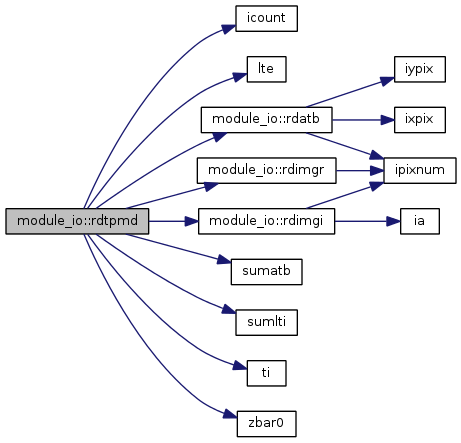 icount
lte
iypix
module_io::rdatb
ixpix
module_io::rdimgr
ipixnum
module_io::rdtpmd
module_io::rdimgi
ia
sumatb
sumlti
ti
zbar0